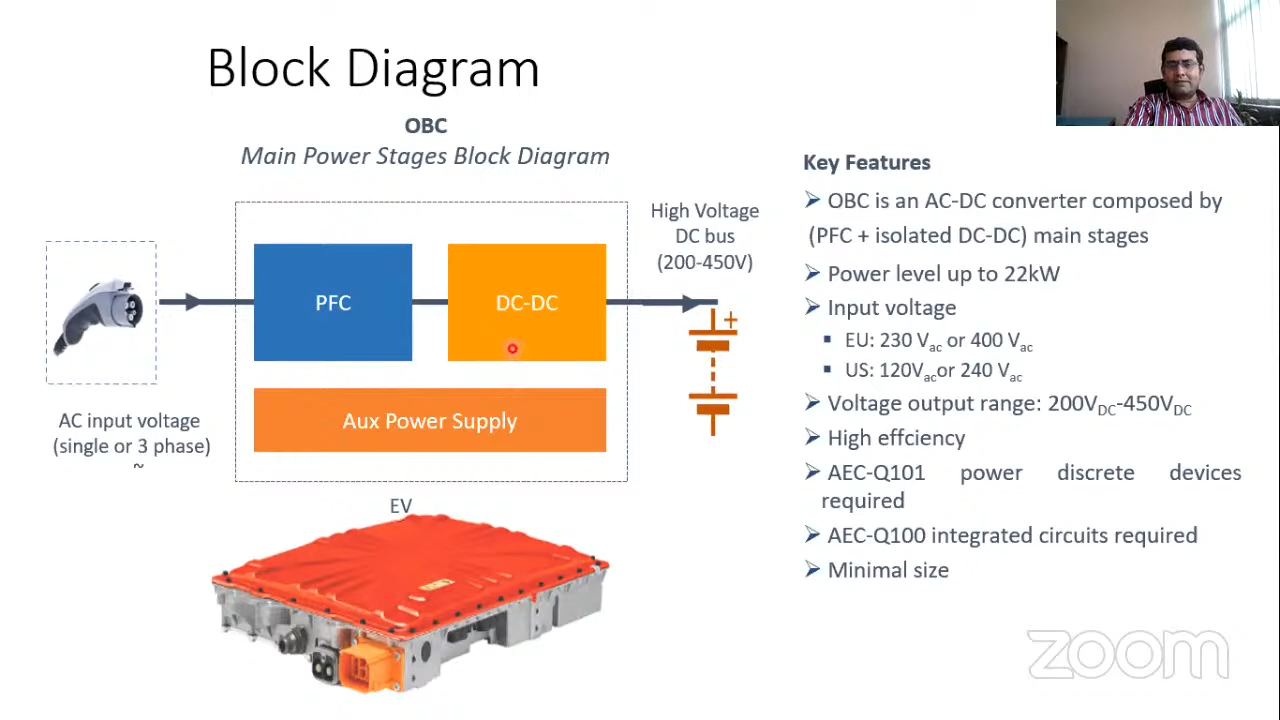 Block Diagram
OBC
Main Power Stages Block Diagram
High Voltage
DC bus
(200-450V)
PFC
DC-DC
+
Aux Power Supply
AC input voltage
(single or 3 phase)
~
EV
Key Features
➢ OBC is an AC-DC converter composed by
(PFC + isolated DC-DC) main stages
➢ Power level up to 22kW
➢ Input voltage
▪ EU: 230 Vac or 400 Vac
▪ US: 120Vacor 240 Vac
➢ Voltage output range: 200VDC-450VDC
➢ High effciency
➢ AEC-Q101 power discrete devices
required
➢ AEC-Q100 integrated circuits required
➢ Minimal size
zoom